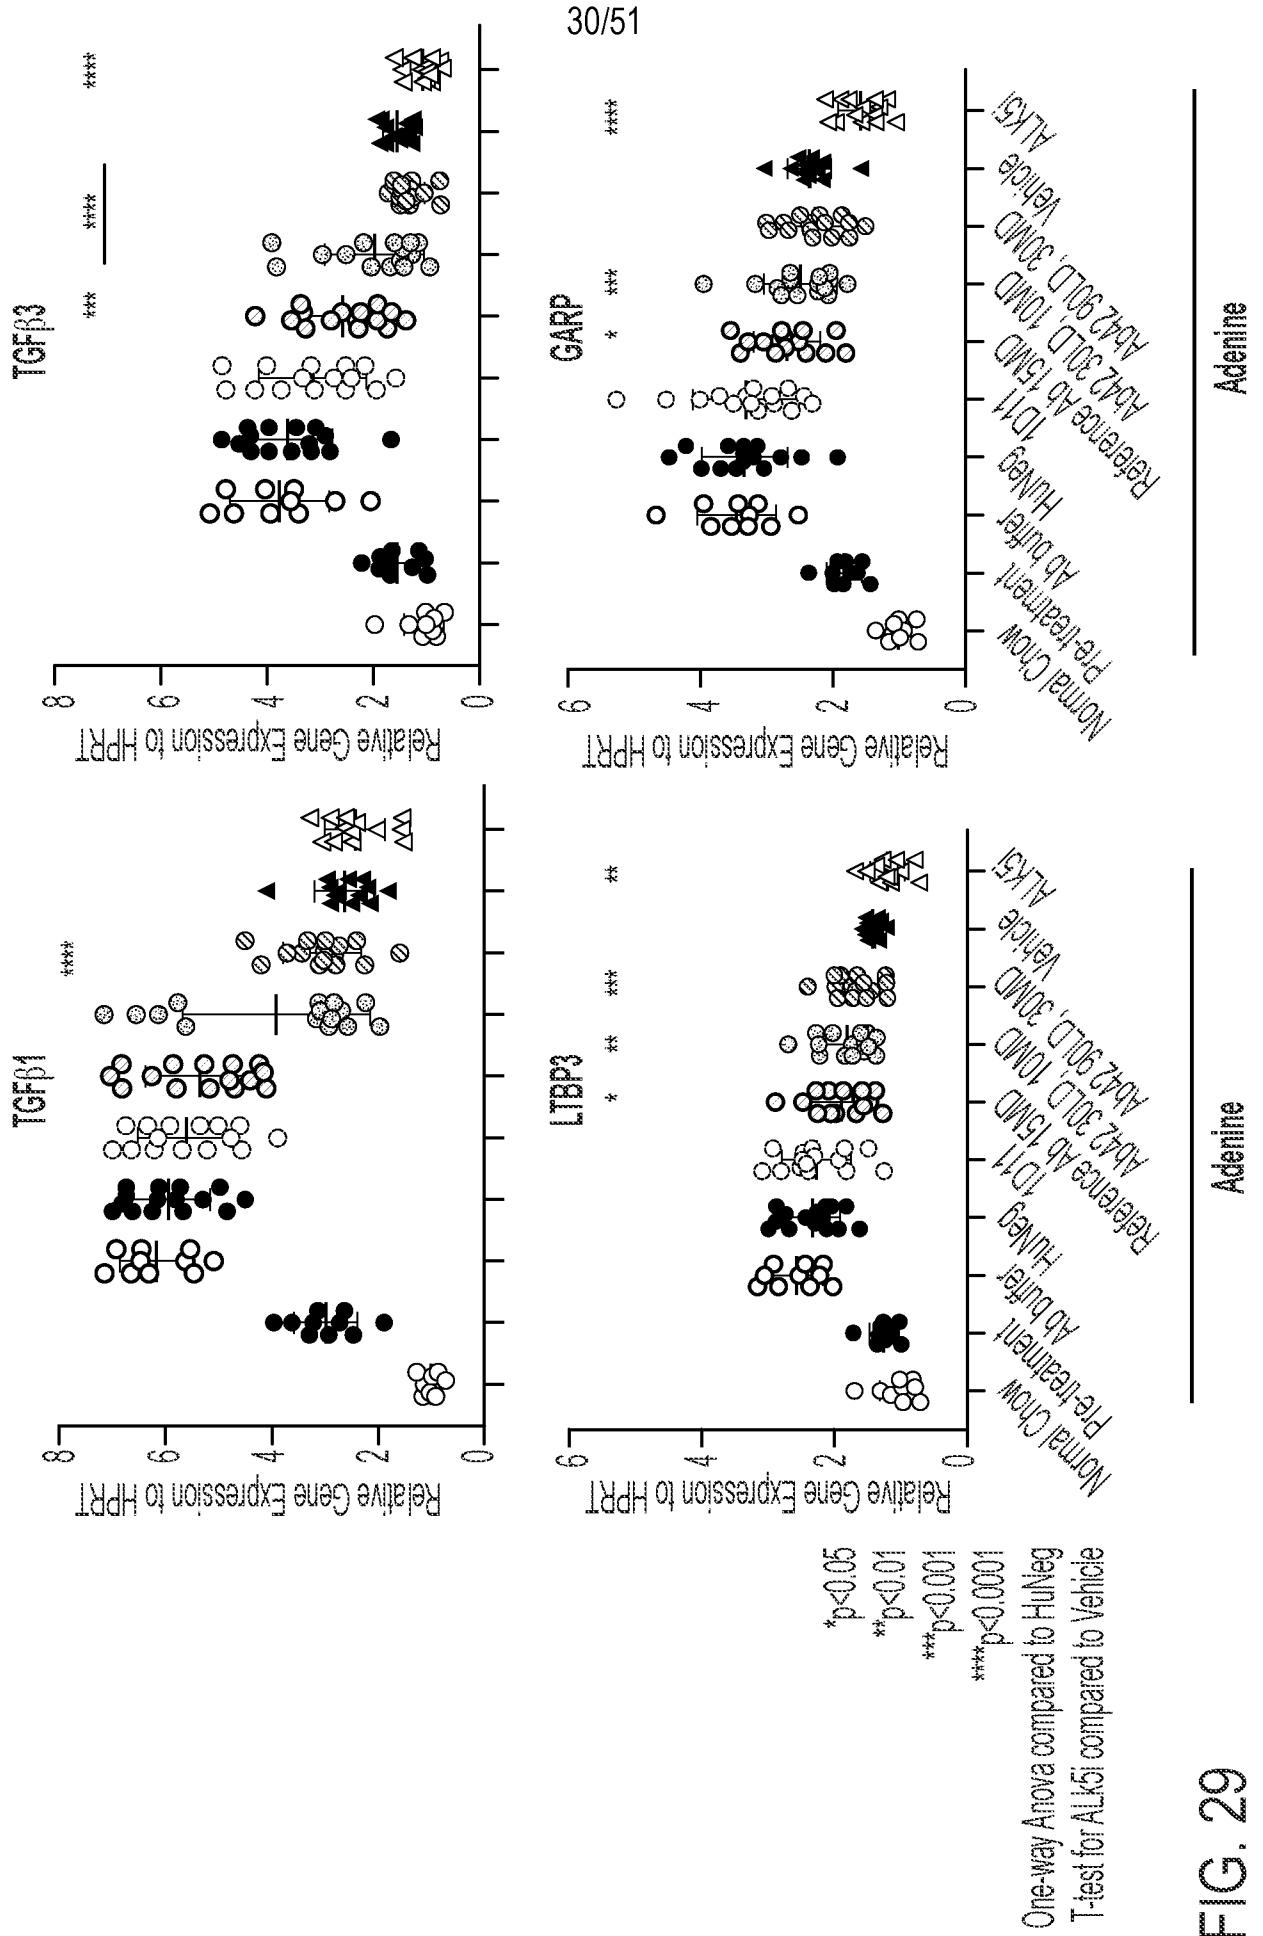 30/51
TGFβ1
****
Relative Gene Expression to HPRT
8
6
4
2
0
TGFβ3
***
****
****
Relative Gene Expression to HPRT
8
6
4
2
0
LTBP3
*
**
***
**
Relative Gene Expression to HPRT
6
4
2
0
Normal Chow
Pre-treatment
Ab buffer
HuNeg
1D11
Reference Ab 15MD
Ab42 30LD, 10MD
Ab42 90LD, 30MD
Vehicle
ALK5i
Adenine
GARP
*
***
****
Relative Gene Expression to HPRT
6
4
2
0
Normal Chow
Pre-treatment
Ab buffer
HuNeg
1D11
Reference Ab 15MD
Ab42 30LD, 10MD
Ab42 90LD, 30MD
Vehicle
ALK5i
Adenine
*p<0.05
**p<0.01
***p<0.001
****p<0.0001
One-way Anova compared to HuNeg
T-test for ALk5i compared to Vehicle
FIG. 29